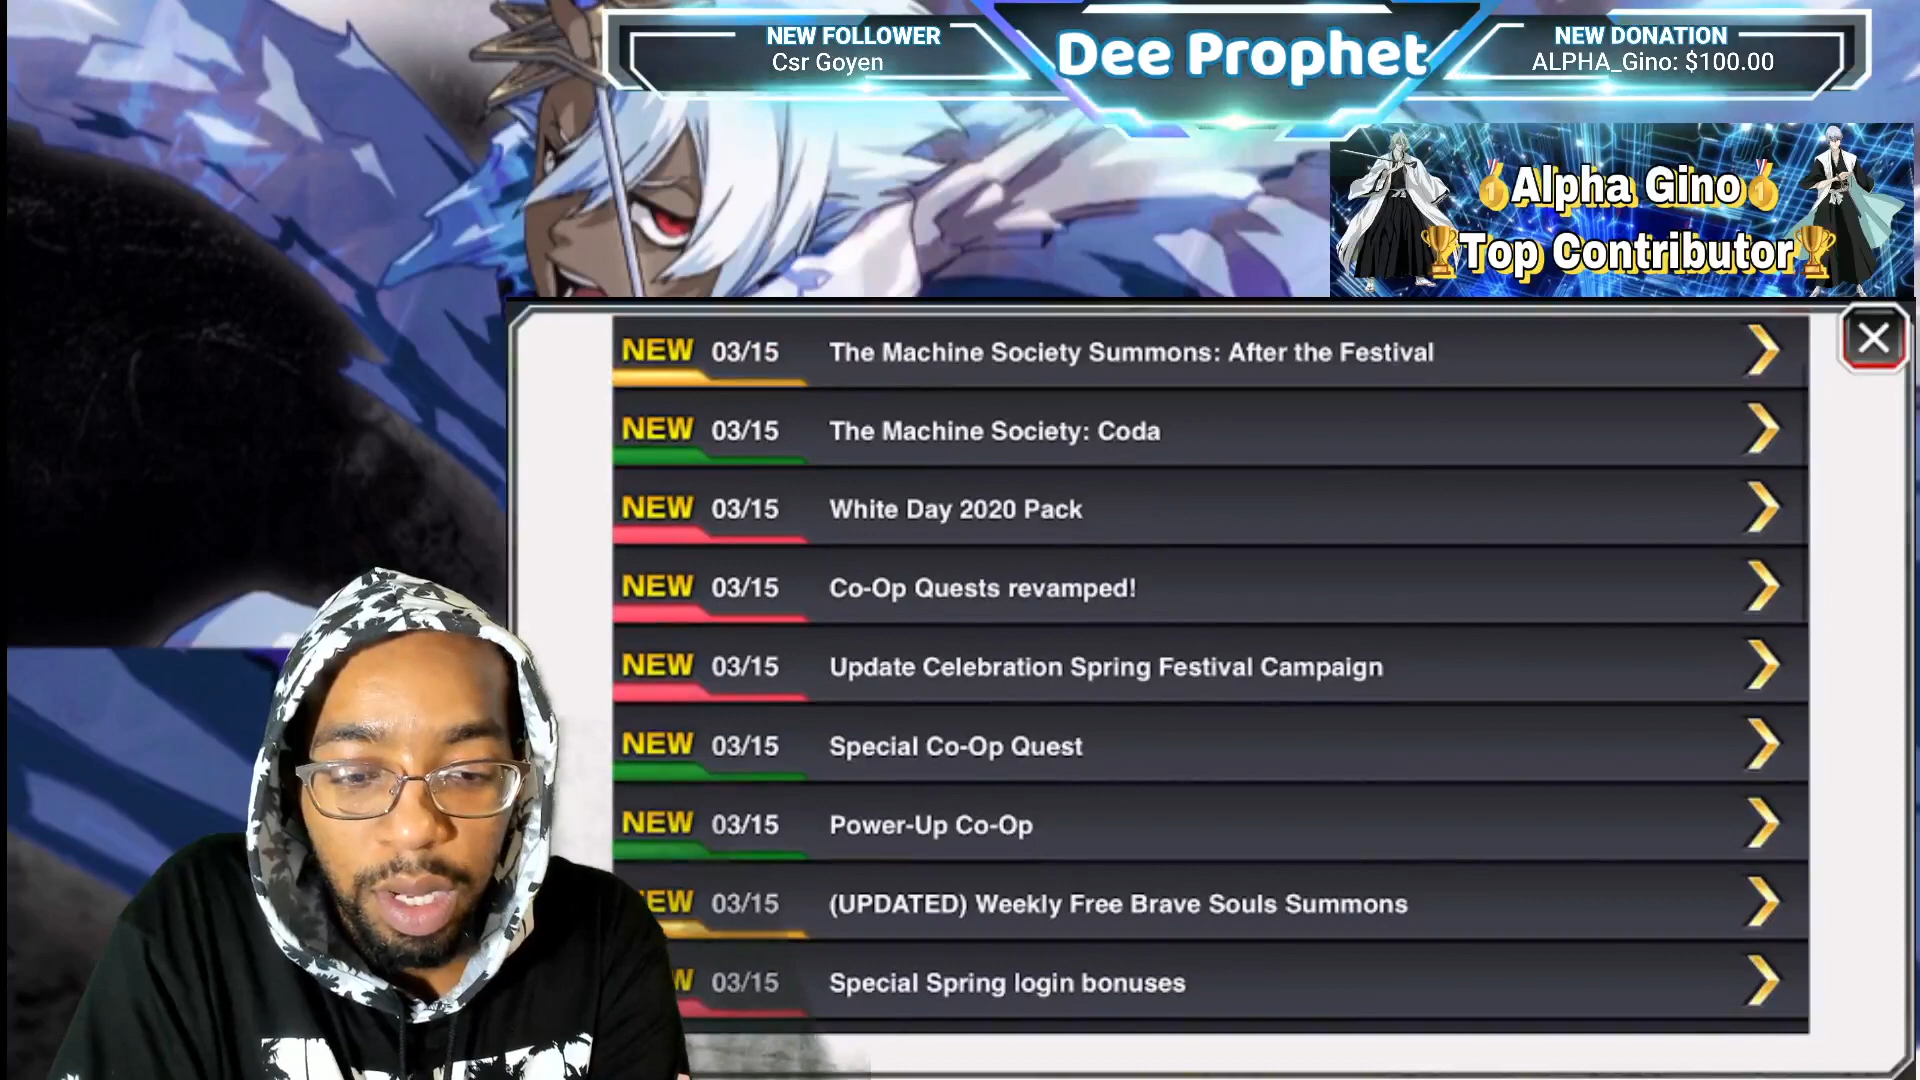 NEW FOLLOWER
Csr Goyen
Dee Prophet
NEW DONATION
ALPHA_Gino: $100.00
Alpha Gino
Top Contributor
NEW 03/15 The Machine Society Summons: After the Festival
NEW 03/15 The Machine Society: Coda
NEW 03/15 White Day 2020 Pack
NEW 03/15 Co-Op Quests revamped!
NEW 03/15 Update Celebration Spring Festival Campaign
NEW 03/15 Special Co-Op Quest
NEW 03/15 Power-Up Co-Op
EW 03/15 (UPDATED) Weekly Free Brave Souls Summons
W 03/15 Special Spring login bonuses